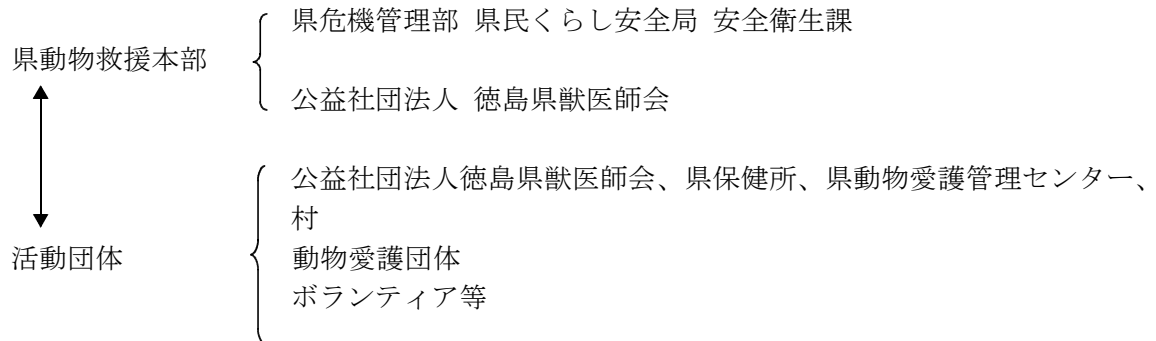 県危機管理部 県民くらし安全局 安全衛生課
県動物救援本部
公益社団法人 徳島県獣医師会
公益社団法人徳島県獣医師会、県保健所、県動物愛護管理センター、
村
活動団体
動物愛護団体
ボランティア等